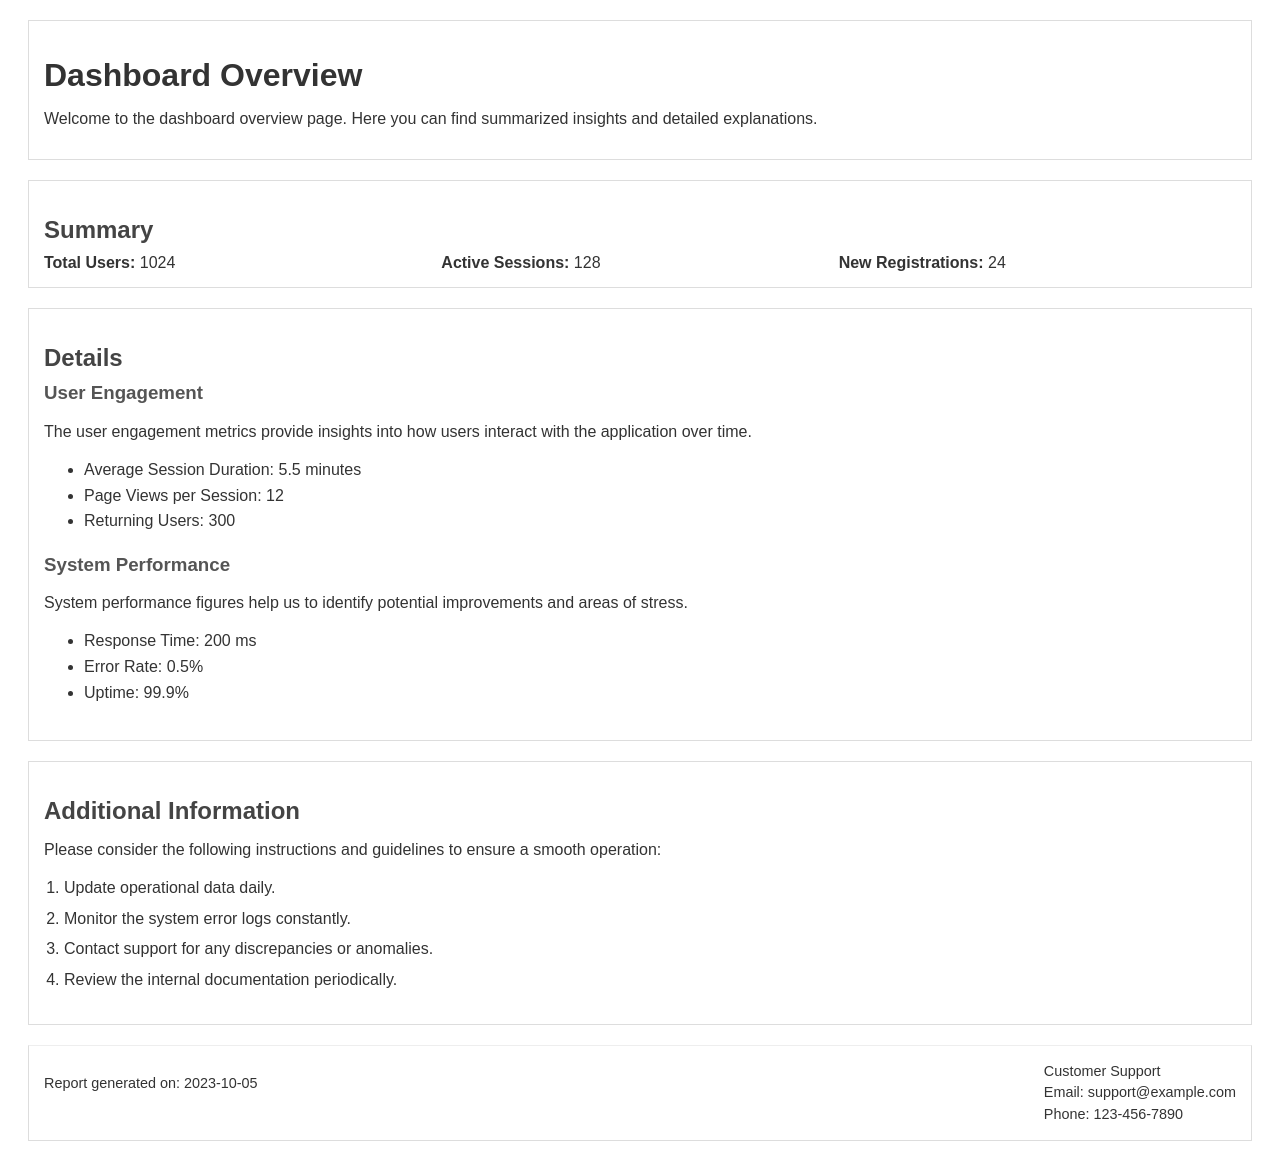 Dashboard Overview
Welcome to the dashboard overview page. Here you can find summarized insights and detailed explanations.
Summary
Total Users: 1024
Active Sessions: 128
New Registrations: 24
Details
User Engagement
The user engagement metrics provide insights into how users interact with the application over time.
• Average Session Duration: 5.5 minutes
• Page Views per Session: 12
• Returning Users: 300
System Performance
System performance figures help us to identify potential improvements and areas of stress.
• Response Time: 200 ms
• Error Rate: 0.5%
• Uptime: 99.9%
Additional Information
Please consider the following instructions and guidelines to ensure a smooth operation:
1. Update operational data daily.
2. Monitor the system error logs constantly.
3. Contact support for any discrepancies or anomalies.
4. Review the internal documentation periodically.
Report generated on: 2023-10-05
Customer Support
Email: support@example.com
Phone: 123-456-7890